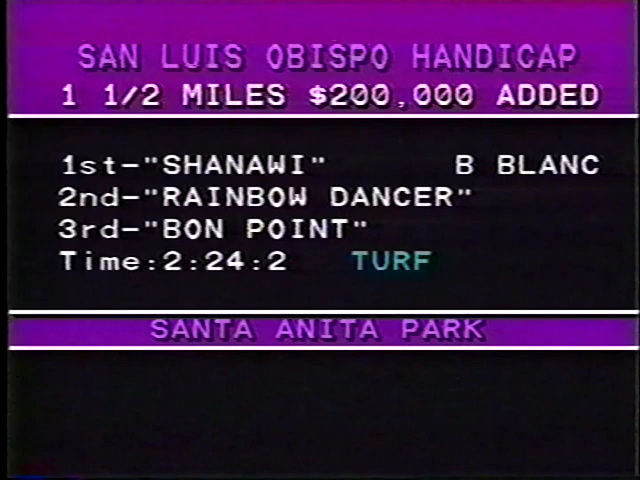 SAN LUIS OBISPO HANDICAP
1 1/2 MILES $200,000 ADDED
1st-"SHANAWI" B BLANC
2nd-"RAINBOW DANCER"
3rd-"BON POINT"
Time:2:24:2 TURF
SANTA ANITA PARK